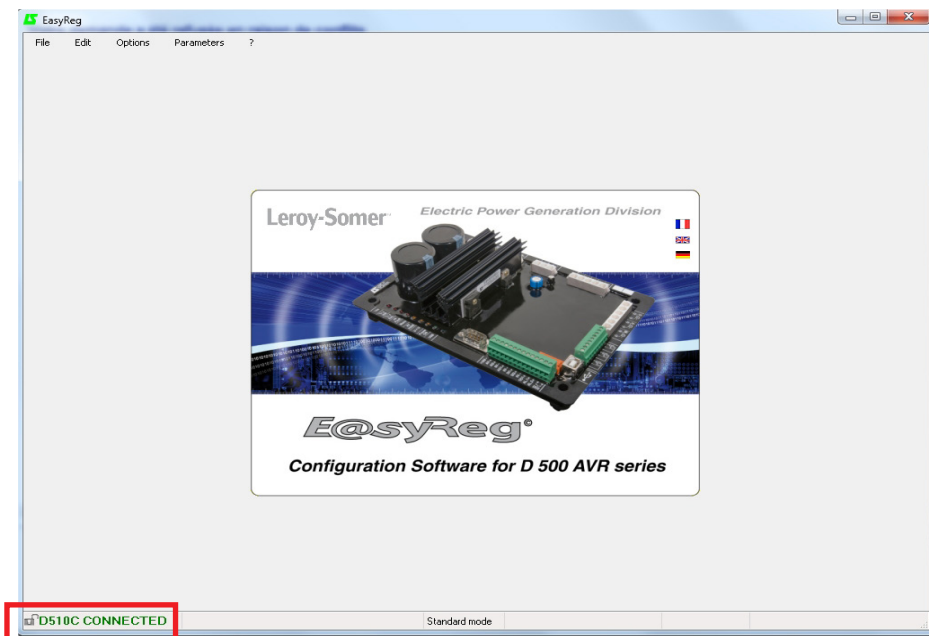 EasyReg
File Edit Options Parameters ?
Leroy-Somer Electric Power Generation Division
E@syReg©
Configuration Software for D 500 AVR series
D510C CONNECTED Standard mode